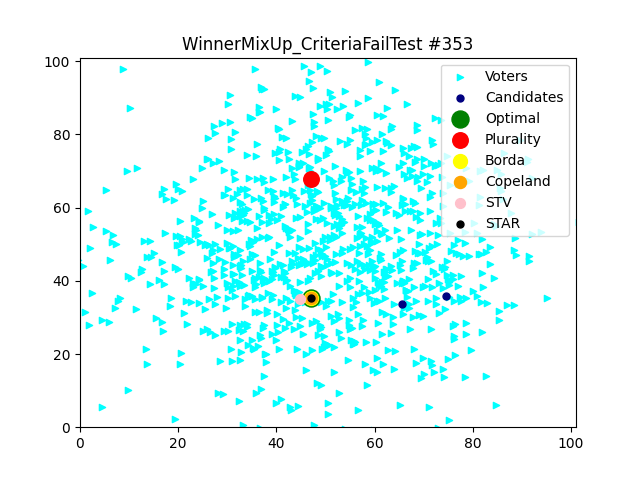 WinnerMixUp_CriteriaFailTest #353
100
80
60
40
20
0
0 20 40 60 80 100
Voters
Candidates
Optimal
Plurality
Borda
Copeland
STV
STAR